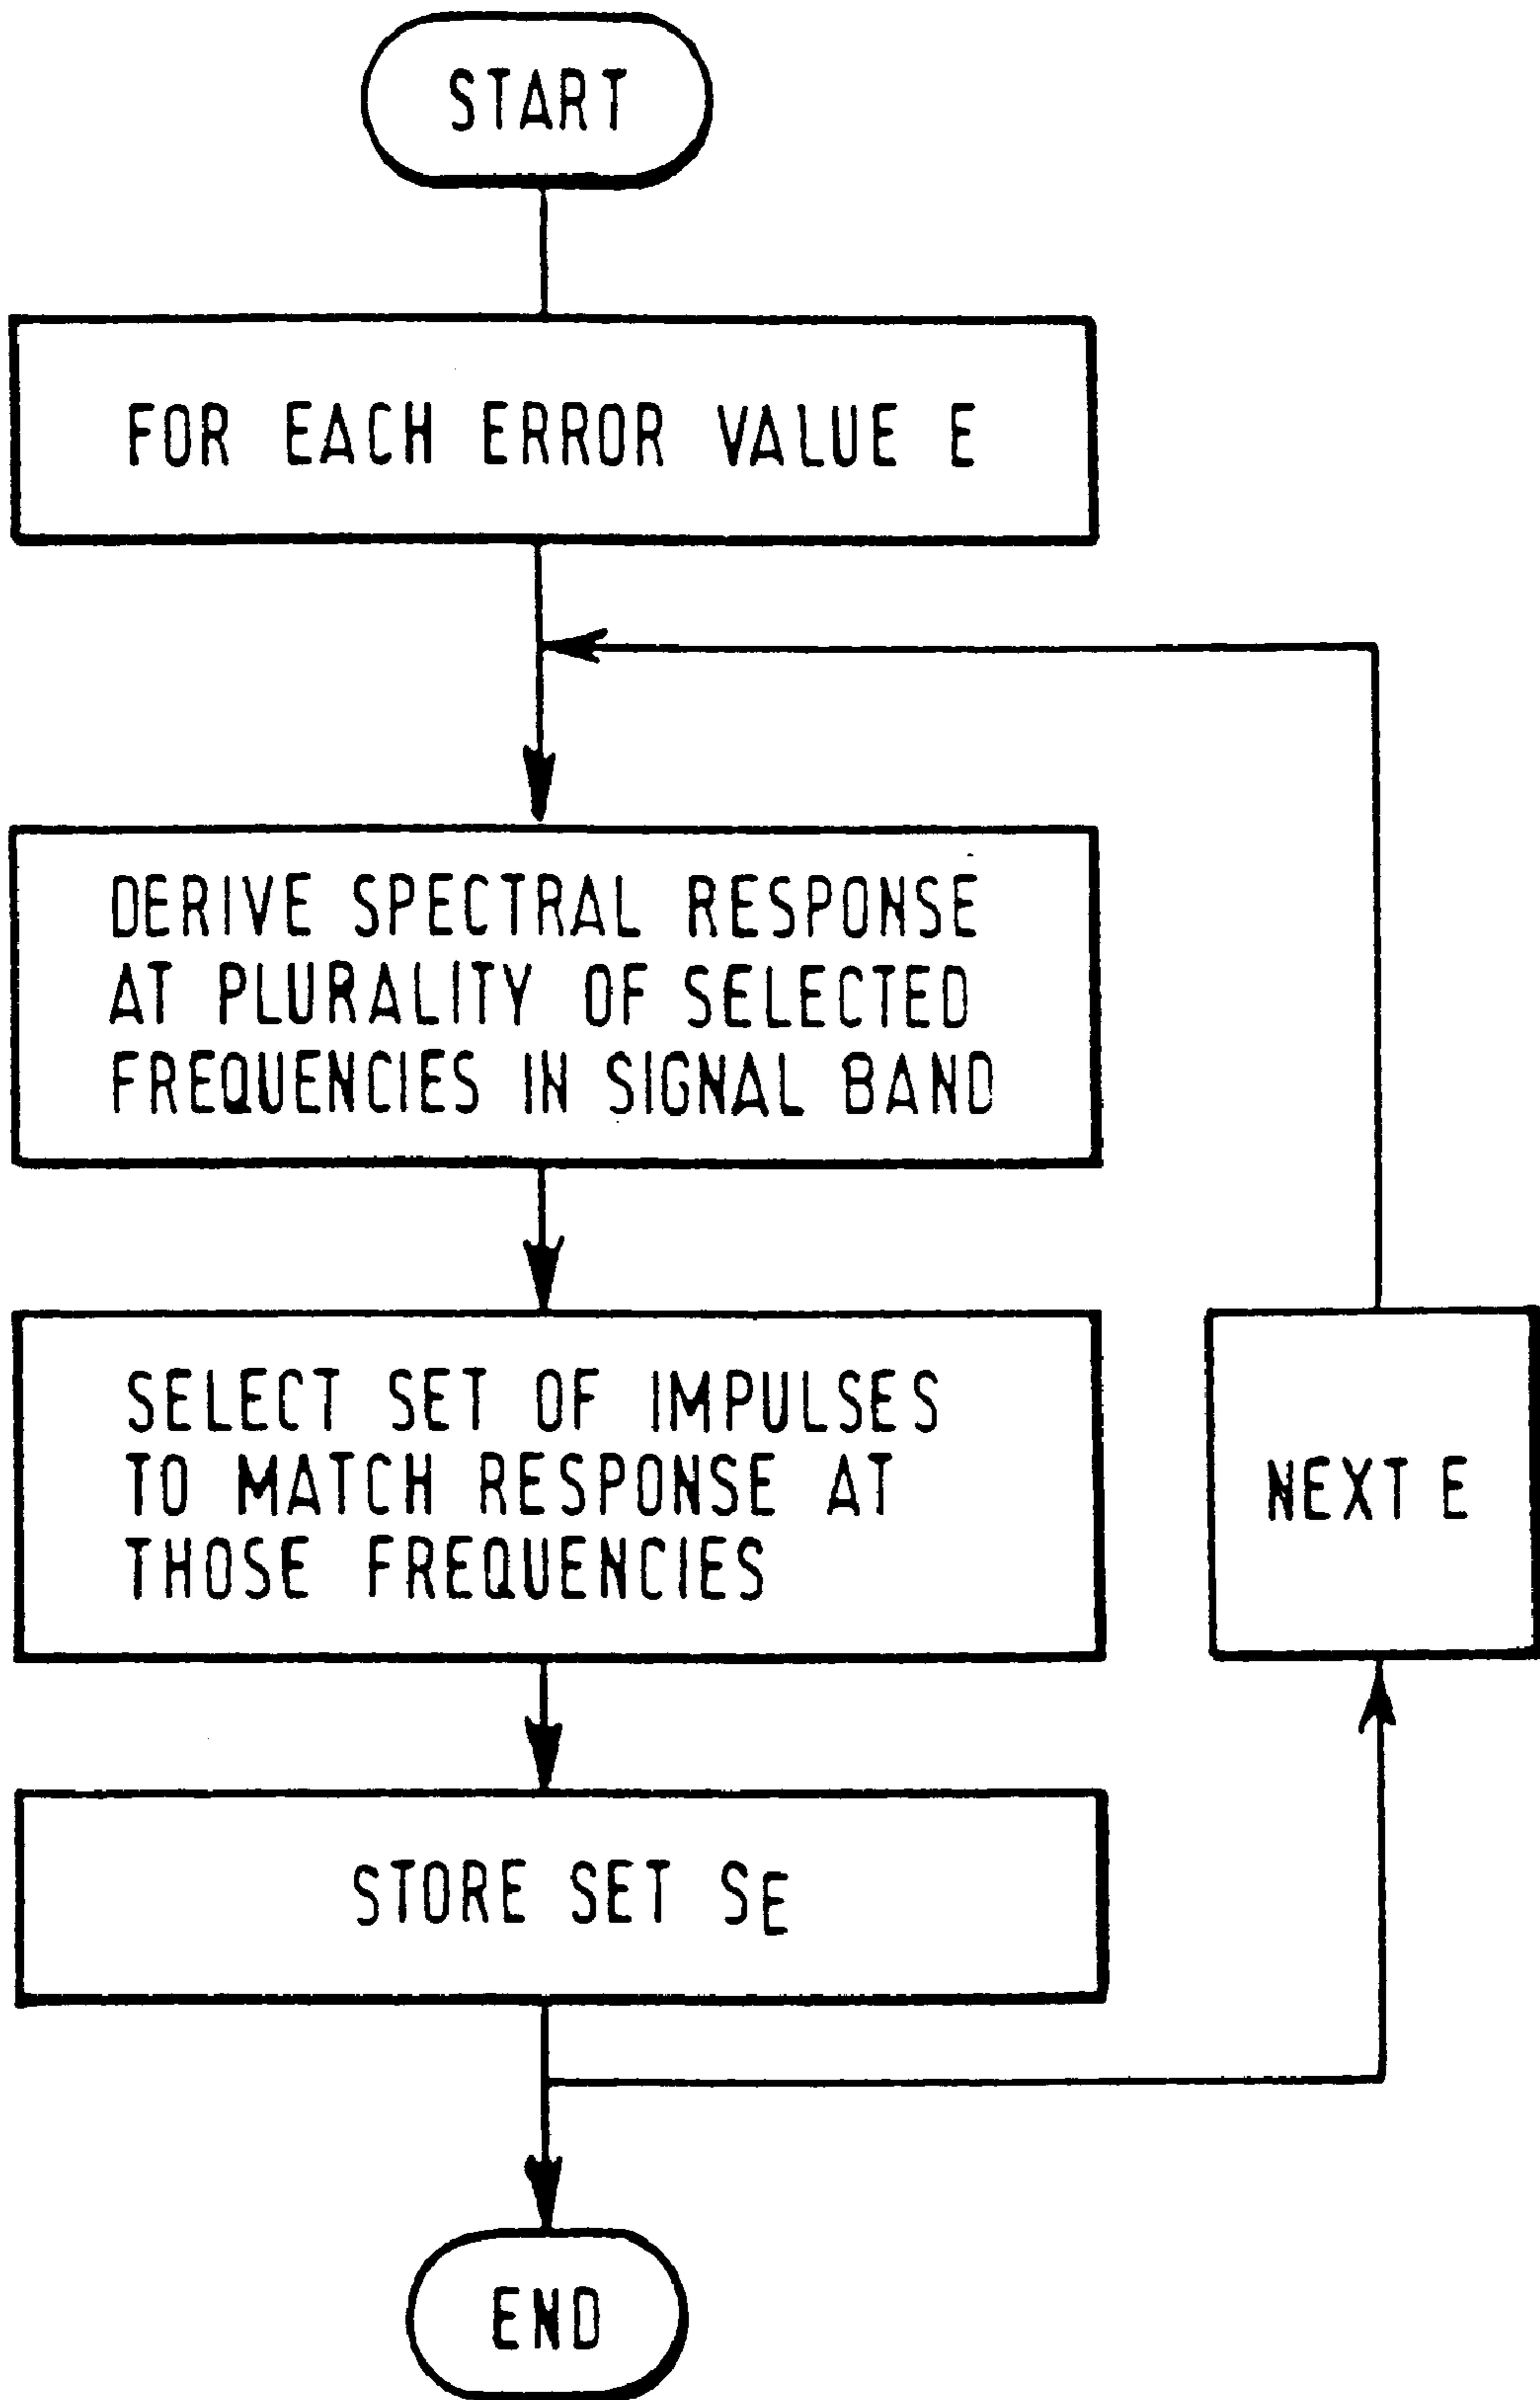 START
FOR EACH ERROR VALUE E
DERIVE SPECTRAL RESPONSE
AT PLURALITY OF SELECTED
FREQUENCIES IN SIGNAL BAND
SELECT SET OF IMPULSES
TO MATCH RESPONSE AT
THOSE FREQUENCIES
NEXT E
STORE SET SE
END